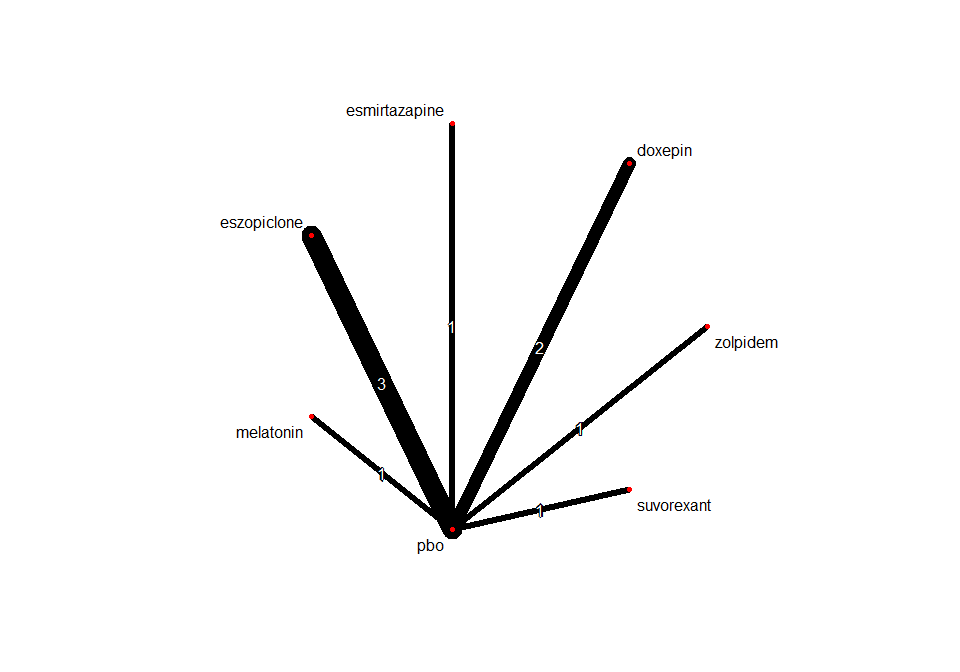 esmirtazapine
doxepin
eszopiclone
1
zolpidem
2
3
melatonin
1
1
suvorexant
1
pbo